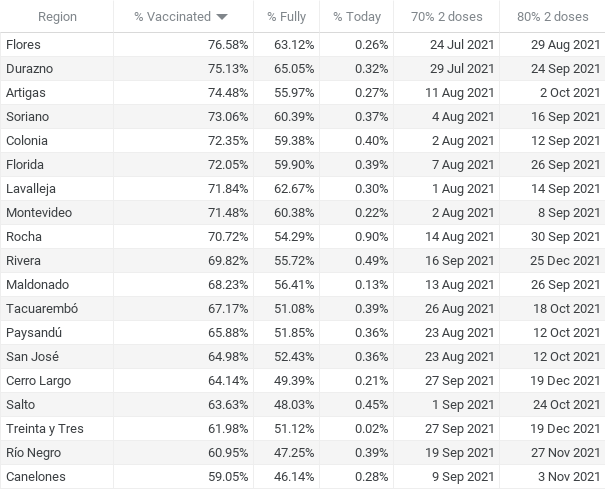 Region % Vaccinated % Fully % Today 70% 2 doses 80% 2 doses
Flores 76.58% 63.12% 0.26% 24 Jul 2021 29 Aug 2021
Durazno 75.13% 65.05% 0.32% 29 Jul 2021 24 Sep 2021
Artigas 74.48% 55.97% 0.27% 11 Aug 2021 2 Oct 2021
Soriano 73.06% 60.39% 0.37% 4 Aug 2021 16 Sep 2021
Colonia 72.35% 59.38% 0.40% 2 Aug 2021 12 Sep 2021
Florida 72.05% 59.90% 0.39% 7 Aug 2021 26 Sep 2021
Lavalleja 71.84% 62.67% 0.30% 1 Aug 2021 14 Sep 2021
Montevideo 71.48% 60.38% 0.22% 2 Aug 2021 8 Sep 2021
Rocha 70.72% 54.29% 0.90% 14 Aug 2021 30 Sep 2021
Rivera 69.82% 55.72% 0.49% 16 Sep 2021 25 Dec 2021
Maldonado 68.23% 56.41% 0.13% 13 Aug 2021 26 Sep 2021
Tacuarembó 67.17% 51.08% 0.39% 26 Aug 2021 18 Oct 2021
Paysandú 65.88% 51.85% 0.36% 23 Aug 2021 12 Oct 2021
San José 64.98% 52.43% 0.36% 23 Aug 2021 12 Oct 2021
Cerro Largo 64.14% 49.39% 0.21% 27 Sep 2021 19 Dec 2021
Salto 63.63% 48.03% 0.45% 1 Sep 2021 24 Oct 2021
Treinta y Tres 61.98% 51.12% 0.02% 27 Sep 2021 19 Dec 2021
Río Negro 60.95% 47.25% 0.39% 19 Sep 2021 27 Nov 2021
Canelones 59.05% 46.14% 0.28% 9 Sep 2021 3 Nov 2021